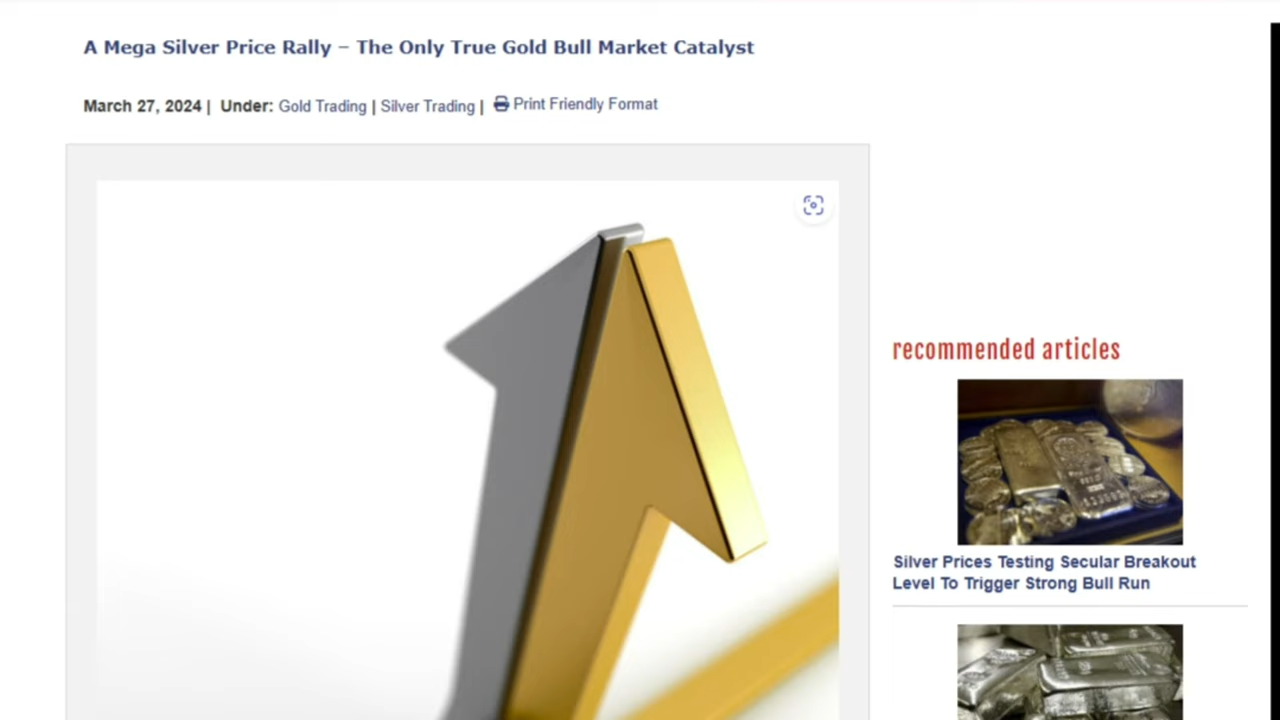 A Mega Silver Price Rally – The Only True Gold Bull Market Catalyst
March 27, 2024 | Under: Gold Trading | Silver Trading | Print Friendly Format
recommended articles
Silver Prices Testing Secular Breakout
Level To Trigger Strong Bull Run